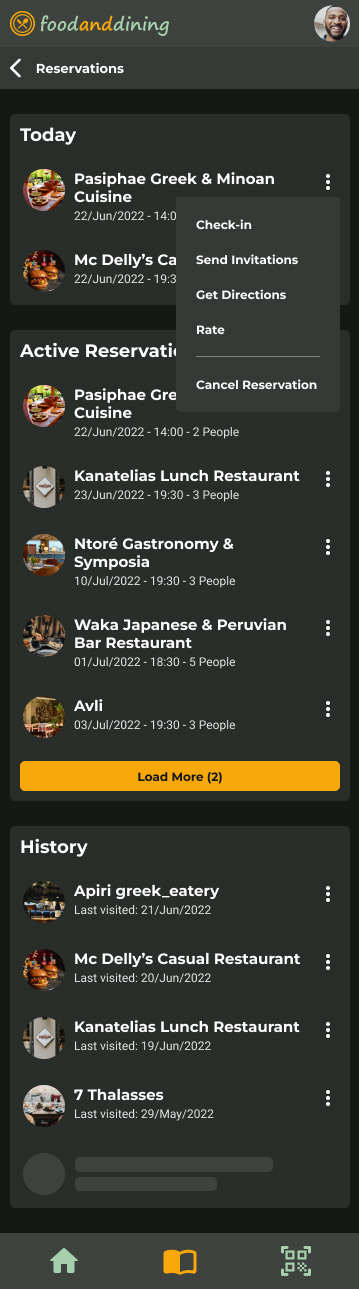 foodanddining
Reservations
Today
Pasiphae Greek & Minoan
Cuisine
22/Jun/2022 - 14:0
Mc Delly’s Ca
22/Jun/2022 - 19:3
Check-in
Send Invitations
Get Directions
Rate
Cancel Reservation
Active Reservati
Pasiphae Gre
Cuisine
22/Jun/2022 - 14:00 - 2 People
Kanatelias Lunch Restaurant
23/Jun/2022 - 19:30 - 3 People
Ntoré Gastronomy &
Symposia
10/Jul/2022 - 19:30 - 3 People
Waka Japanese & Peruvian
Bar Restaurant
01/Jul/2022 - 18:30 - 5 People
Avli
03/Jul/2022 - 19:30 - 3 People
Load More (2)
History
Apiri greek_eatery
Last visited: 21/Jun/2022
Mc Delly’s Casual Restaurant
Last visited: 20/Jun/2022
Kanatelias Lunch Restaurant
Last visited: 19/Jun/2022
7 Thalasses
Last visited: 29/May/2022